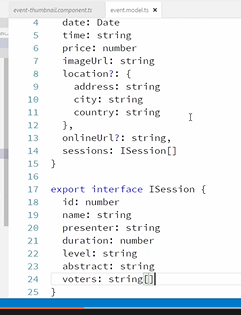 event-thumbnail.component.ts event.model.ts ×
4 date: Date
5 time: string
6 price: number
7 imageUrl: string
8 location?: {
9 address: string
10 city: string
11 country: string
12 },
13 onlineUrl?: string,
14 sessions: ISession[]
15 }
16
17 export interface ISession {
18 id: number
19 name: string
20 presenter: string
21 duration: number
22 level: string
23 abstract: string
24 voters: string[]
25 }